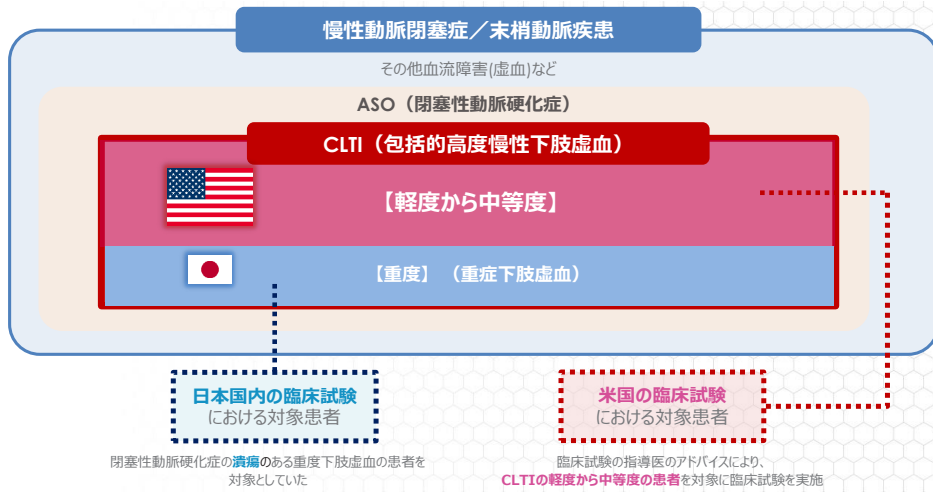 慢性動脈閉塞症／末梢動脈疾患
その他血流障害(虚血)など
ASO（閉塞性動脈硬化症）
CLTI（包括的高度慢性下肢虚血）
【軽度から中等度】
【重度】（重症下肢虚血）
日本国内の臨床試験
における対象患者
米国の臨床試験
における対象患者
閉塞性動脈硬化症の潰瘍のある重度下肢虚血の患者を
対象としていた
臨床試験の指導医のアドバイスにより、
CLTIの軽度から中等度の患者を対象に臨床試験を実施